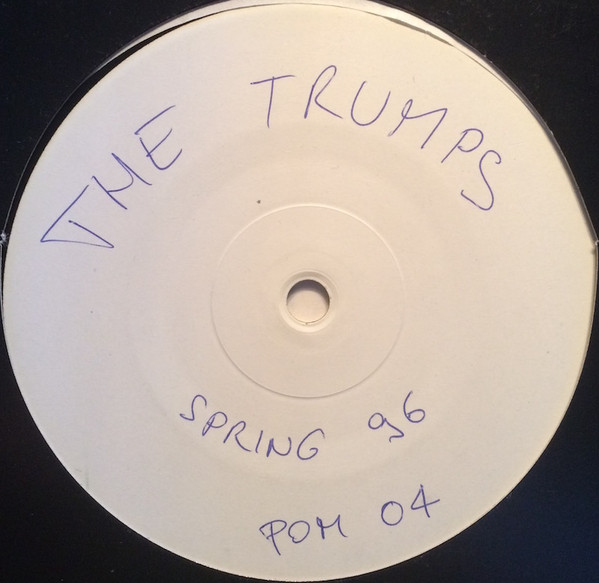 THE TRUMPS
SPRING 96
POM 04